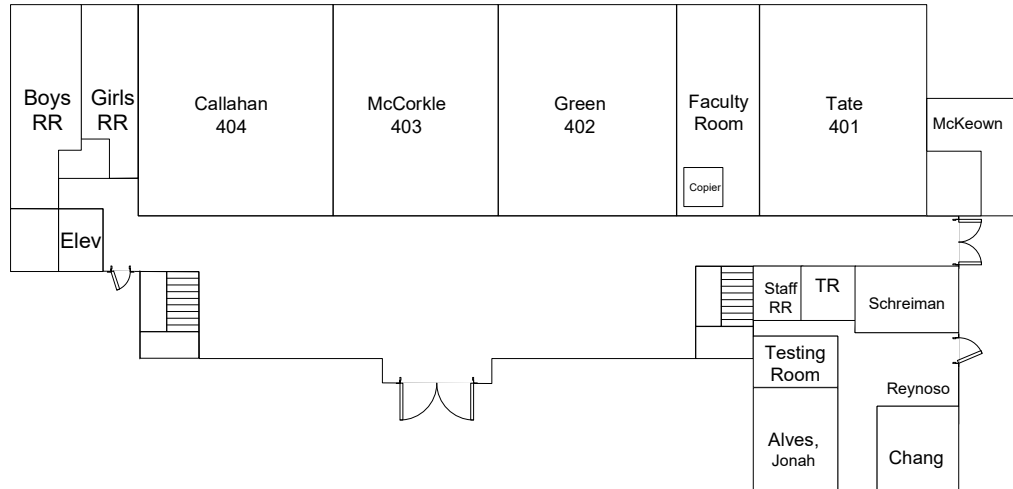 Boys
RR
Girls
RR
Callahan
404
McCorkle
403
Green
402
Faculty
Room
Copier
Tate
401
McKeown
Elev
Staff
RR
TR
Schreiman
Testing
Room
Reynoso
Alves,
Jonah
Chang